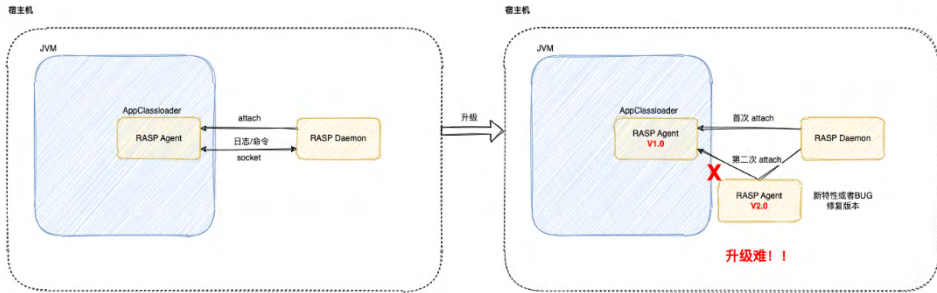 宿主机
JVM
AppClassloader
RASP Agent
attach
日志/命令
socket
RASP Daemon
升级
宿主机
JVM
AppClassloader
RASP Agent
V1.0
首次 attach
RASP Daemon
第二次 attach
X
RASP Agent
V2.0
新特性或者BUG
修复版本
升级难！！